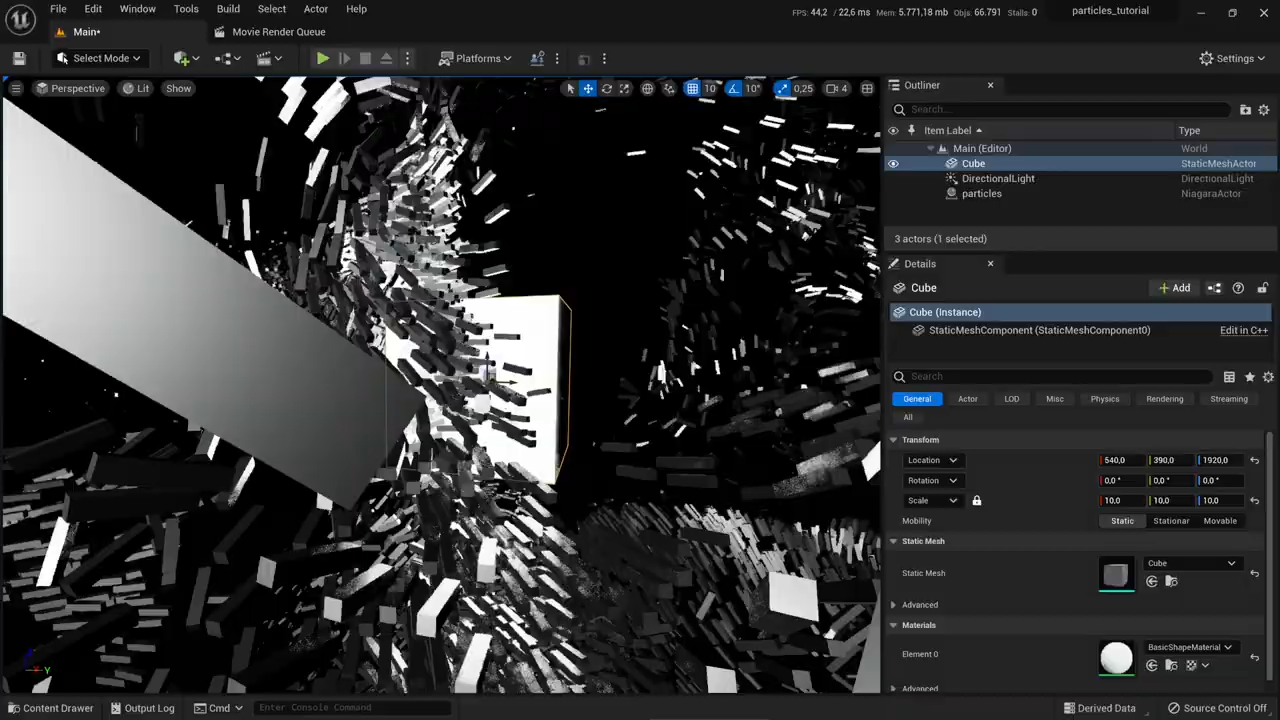 File Edit Window Tools Build Select Actor Help
FPS: 44,2 / 22,6 ms Mem: 5.771,18 mb Objs: 66.791 Stalls: 0
particles_tutorial
Main•
Movie Render Queue
Select Mode
Platforms
Settings
Perspective
Lit
Show
10
10°
0,25
4
Outliner
Search...
Item Label
Type
Main (Editor)
World
Cube
StaticMeshActor
DirectionalLight
DirectionalLight
particles
NiagaraActor
3 actors (1 selected)
Details
Cube
Add
Cube (Instance)
StaticMeshComponent (StaticMeshComponent0)
Edit in C++
Search
General
Actor
LOD
Misc
Physics
Rendering
Streaming
All
Transform
Location
540,0
390,0
1920,0
Rotation
0,0 °
0,0 °
0,0 °
Scale
10,0
10,0
10,0
Mobility
Static
Stationar
Movable
Static Mesh
Static Mesh
Cube
Advanced
Materials
Element 0
BasicShapeMaterial
Advanced
Y
Content Drawer
Output Log
Cmd
Enter Console Command
Derived Data
Source Control Off